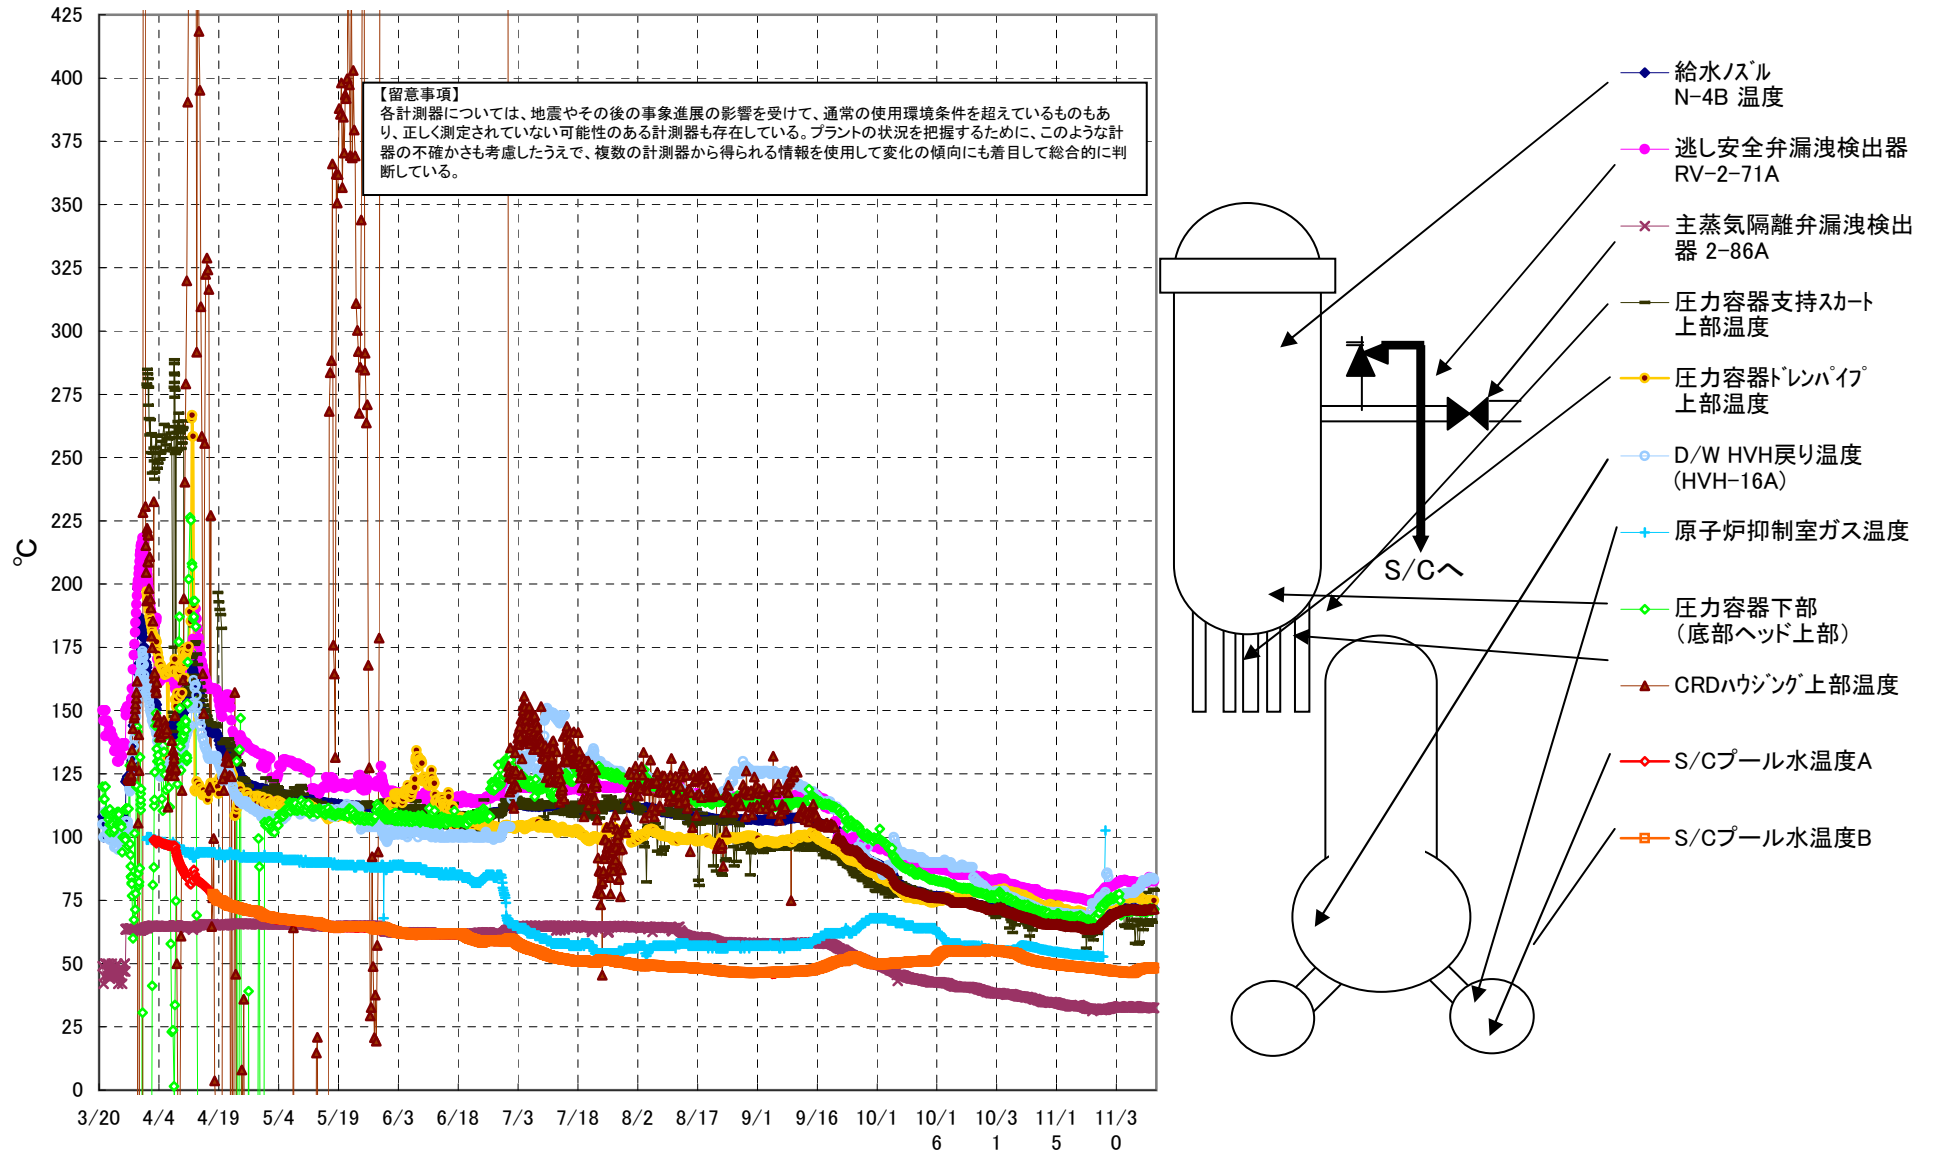 425
400
375
350
325
300
275
250
225
200
175
150
125
100
75
50
25
0
℃
3/20
4/4
4/19
5/4
5/19
6/3
6/18
7/3
7/18
8/2
8/17
9/1
9/16
10/1
10/1
6
10/3
1
11/1
5
11/3
0
【留意事項】
各計測器については、地震やその後の事象進展の影響を受けて、通常の使用環境条件を超えているものもあ
り、正しく測定されていない可能性のある計測器も存在している。プラントの状況を把握するために、このような計
器の不確かさも考慮したうえで、複数の計測器から得られる情報を使用して変化の傾向にも着目して総合的に判
断している。
S/Cへ
給水ﾉｽﾞﾙ
N-4B 温度
逃し安全弁漏洩検出器
RV-2-71A
主蒸気隔離弁漏洩検出
器 2-86A
圧力容器支持ｽｶｰﾄ
上部温度
圧力容器ﾄﾞﾚﾝﾊﾟｲﾌﾟ
上部温度
D/W HVH戻り温度
(HVH-16A)
原子炉抑制室ガス温度
圧力容器下部
（底部ヘッド上部）
CRDﾊｳｼﾞﾝｸﾞ上部温度
S/Cプール水温度A
S/Cプール水温度B